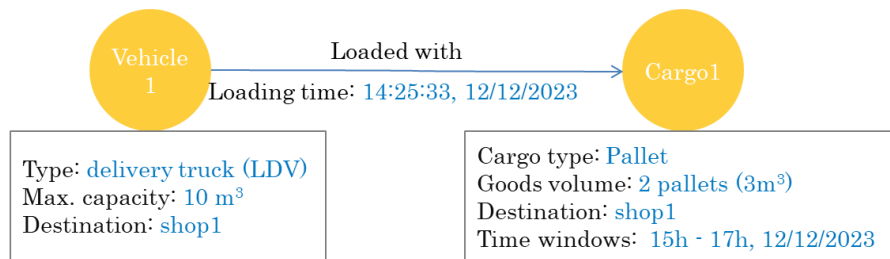 Vehicle
1
Loaded with
Loading time: 14:25:33, 12/12/2023
Cargo1
Type: delivery truck (LDV)
Max. capacity: 10 m³
Destination: shop1
Cargo type: Pallet
Goods volume: 2 pallets (3m³)
Destination: shop1
Time windows: 15h - 17h, 12/12/2023